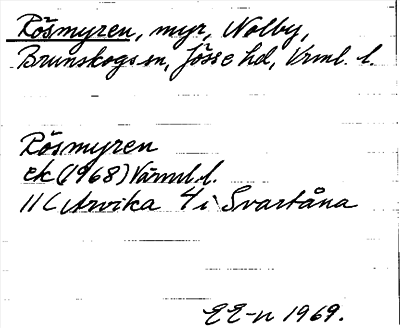 Rösmyren, myr, Nolby,
Brunskogs sn, Jösse hd, Vrml. l.
Rösmyren
ek (1968) Värml. l.
11 C Arvika 4 i Svartåna
EE-n 1969.